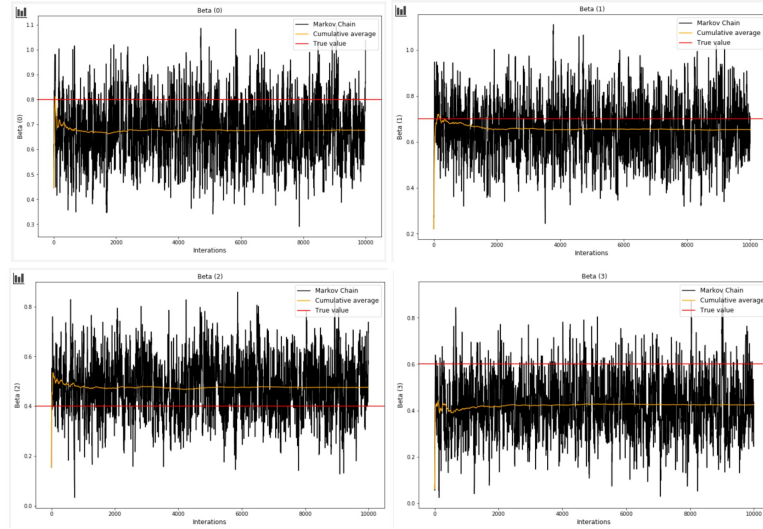 Beta (0)
1.1
1.0
0.9
0.8
0.7
0.6
0.5
0.4
0.3
Beta (0)
Markov Chain
Cumulative average
True value
0
2000
4000
6000
8000
10000
Interations
Beta (1)
1.0
0.8
0.6
0.4
0.2
Beta (1)
Markov Chain
Cumulative average
True value
0
2000
4000
6000
8000
10000
Interations
Beta (2)
0.8
0.6
0.4
0.2
0.0
Beta (2)
Markov Chain
Cumulative average
True value
0
2000
4000
6000
8000
10000
Interations
Beta (3)
0.8
0.6
0.4
0.2
0.0
Beta (3)
Markov Chain
Cumulative average
True value
0
2000
4000
6000
8000
10000
Interations